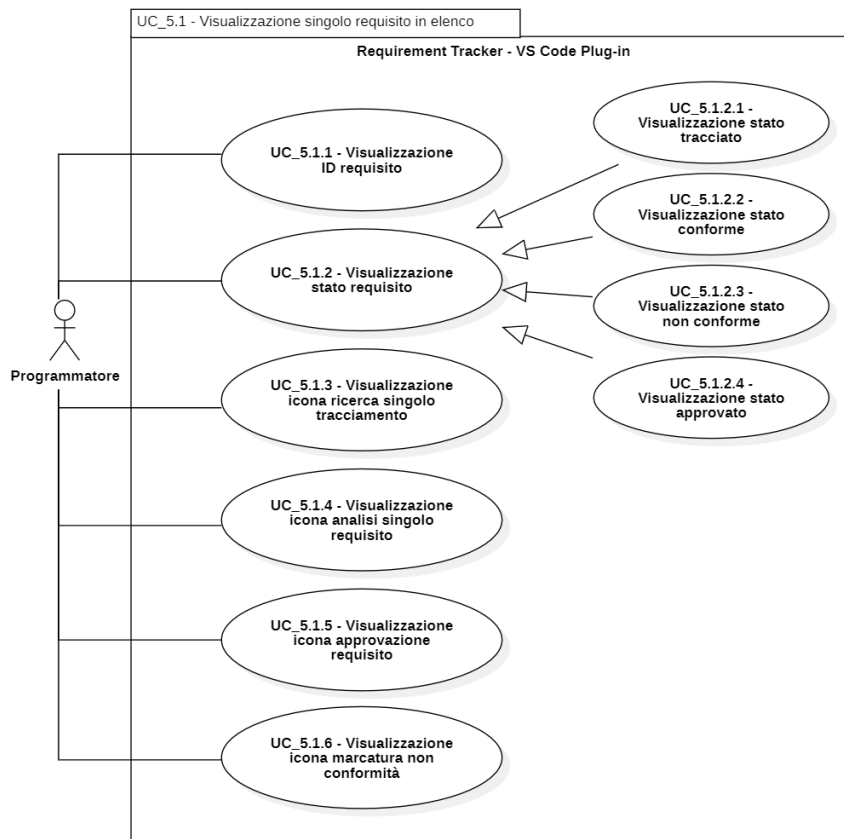 UC_5.1 - Visualizzazione singolo requisito in elenco
Requirement Tracker - VS Code Plug-in
UC_5.1.1 - Visualizzazione
ID requisito
UC_5.1.2 - Visualizzazione
stato requisito
UC_5.1.2.1 -
Visualizzazione stato
tracciato
UC_5.1.2.2 -
Visualizzazione stato
conforme
UC_5.1.2.3 -
Visualizzazione stato
non conforme
UC_5.1.2.4 -
Visualizzazione stato
approvato
Programmatore
UC_5.1.3 - Visualizzazione
icona ricerca singolo
tracciamento
UC_5.1.4 - Visualizzazione
icona analisi singolo
requisito
UC_5.1.5 - Visualizzazione
icona approvazione
requisito
UC_5.1.6 - Visualizzazione
icona marcatura non
conformità